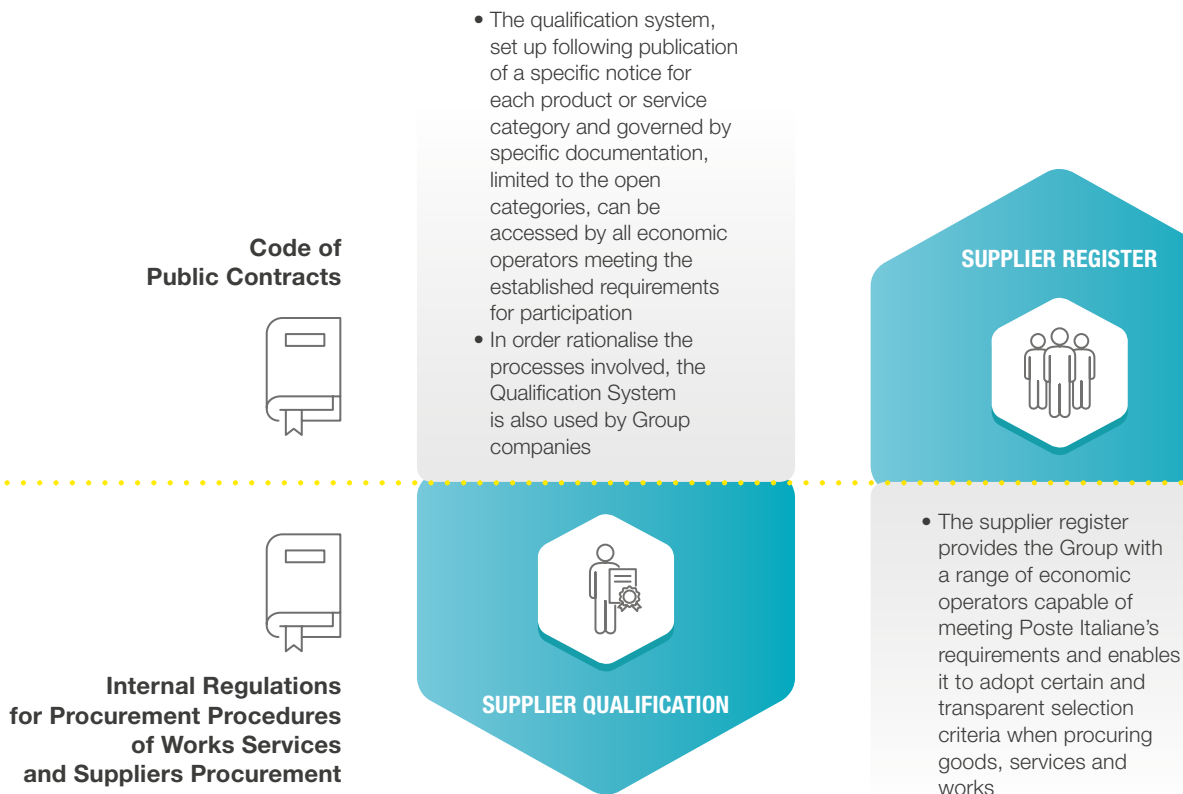 Code of
Public Contracts
• The qualification system,
set up following publication
of a specific notice for
each product or service
category and governed by
specific documentation,
limited to the open
categories, can be
accessed by all economic
operators meeting the
established requirements
for participation
• In order rationalise the
processes involved, the
Qualification System
is also used by Group
companies
SUPPLIER REGISTER
Internal Regulations
for Procurement Procedures
of Works Services
and Suppliers Procurement
SUPPLIER QUALIFICATION
• The supplier register
provides the Group with
a range of economic
operators capable of
meeting Poste Italiane’s
requirements and enables
it to adopt certain and
transparent selection
criteria when procuring
goods, services and
works